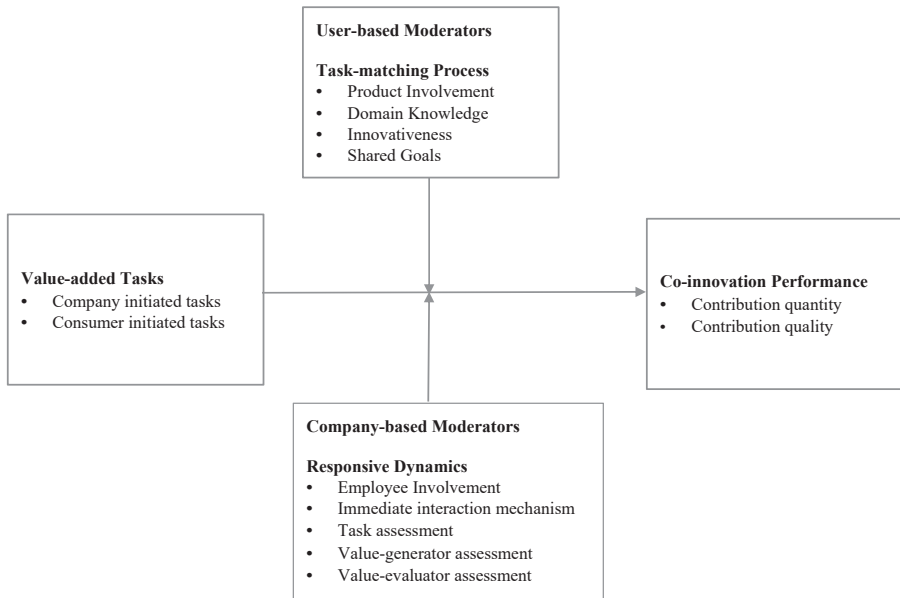 User-based Moderators
Task-matching Process
• Product Involvement
• Domain Knowledge
• Innovativeness
• Shared Goals
Value-added Tasks
• Company initiated tasks
• Consumer initiated tasks
Co-innovation Performance
• Contribution quantity
• Contribution quality
Company-based Moderators
Responsive Dynamics
• Employee Involvement
• Immediate interaction mechanism
• Task assessment
• Value-generator assessment
• Value-evaluator assessment